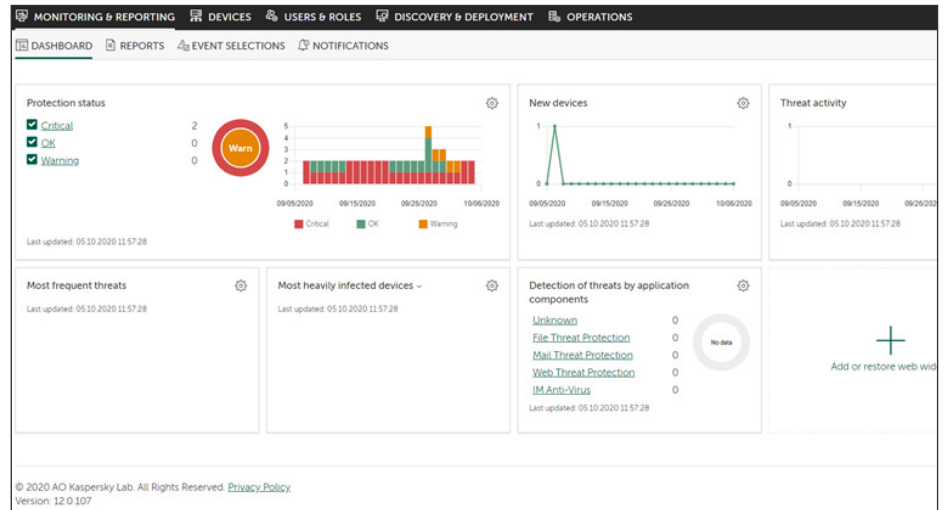 MONITORING & REPORTING DEVICES USERS & ROLES DISCOVERY & DEPLOYMENT OPERATIONS
DASHBOARD REPORTS EVENT SELECTIONS NOTIFICATIONS
Protection status
Critical 2
OK 0
Warning 0
Warn
5
4
3
2
1
0
09/05/2020 09/15/2020 09/26/2020 10/06/2020
Critical OK Warning
Last updated: 05.10.2020 11:57:28
New devices
1
0
09/05/2020 09/15/2020 09/26/2020 10/06/2020
Last updated: 05.10.2020 11:57:28
Threat activity
1
0
09/05/2020 09/15/2020 09/26/202
Last updated: 05.10.2020 11:57:28
Most frequent threats
Last updated: 05.10.2020 11:57:28
Most heavily infected devices
Last updated: 05.10.2020 11:57:28
Detection of threats by application
components
Unknown 0
File Threat Protection 0
Mail Threat Protection 0
Web Threat Protection 0
IM Anti-Virus 0
No data
Last updated: 05.10.2020 11:57:28
Add or restore web wid
© 2020 AO Kaspersky Lab. All Rights Reserved. Privacy Policy
Version: 12.0.107